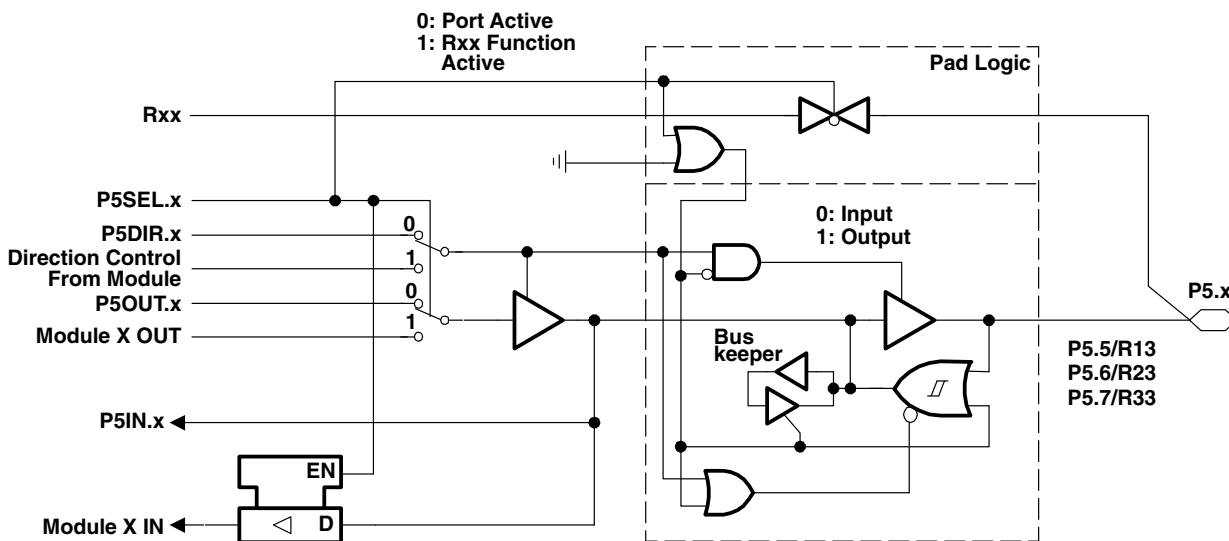 0: Port Active
1: Rxx Function
Active
Pad Logic
Rxx
P5SEL.x
0
P5DIR.x
0: Input
1: Output
Direction Control
From Module
1
P5OUT.x
0
P5.x
Module X OUT
1
Bus
keeper
P5.5/R13
P5.6/R23
P5.7/R33
P5IN.x
EN
Module X IN
D